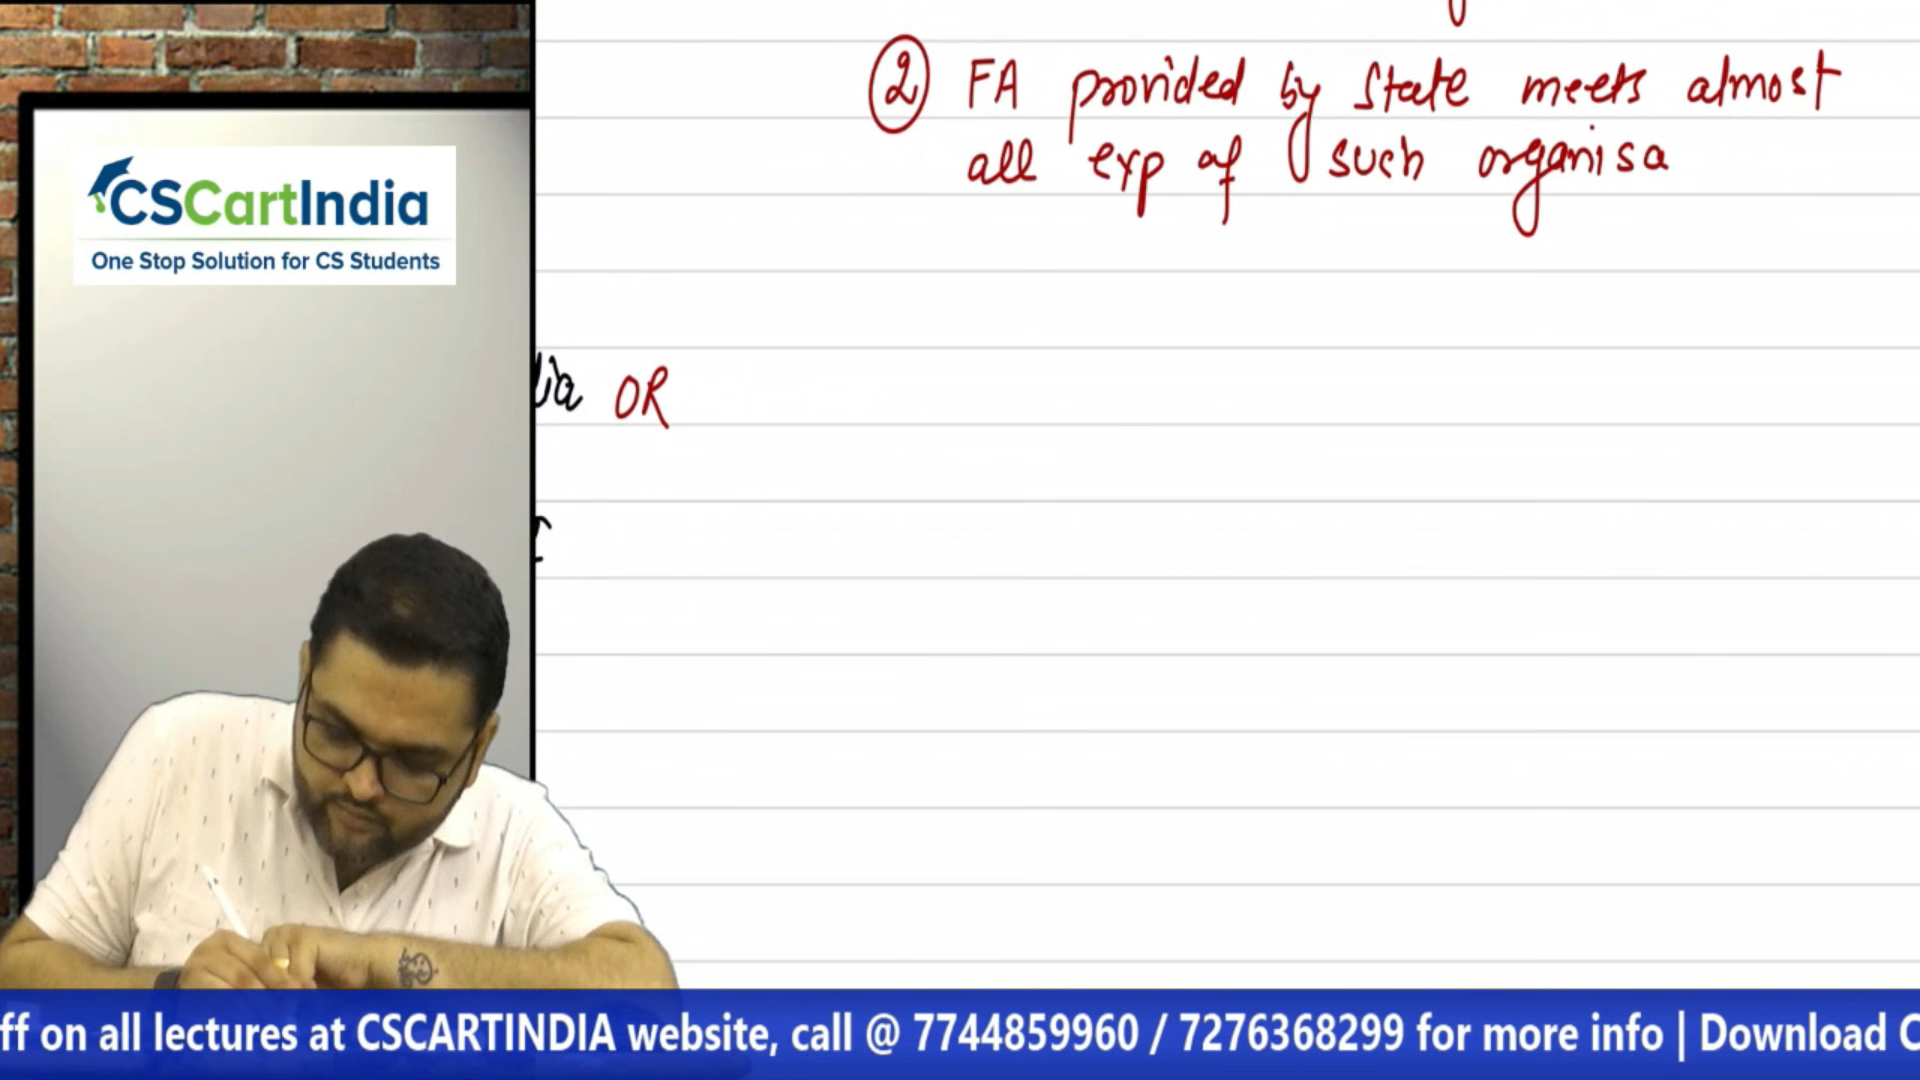 ② FA provided by State meets almost
all exp of such organisa
CSCartIndia
One Stop Solution for CS Students
OR
ff on all lectures at CSCARTINDIA website, call @ 7744859960 / 7276368299 for more info | Download C